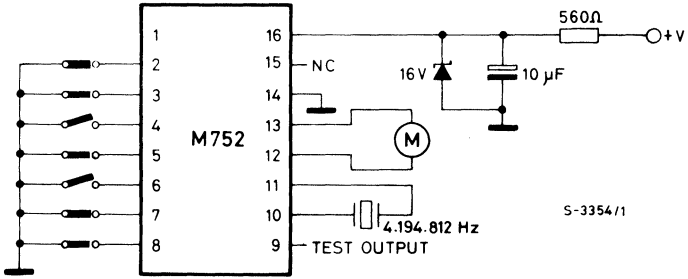 560Ω
+V
1 16
2 15 NC
16V 10 µF
3 14
4 13
M752 M
5 12
6 11
S-3354/1
7 10 4.194.812 Hz
8 9 TEST OUTPUT